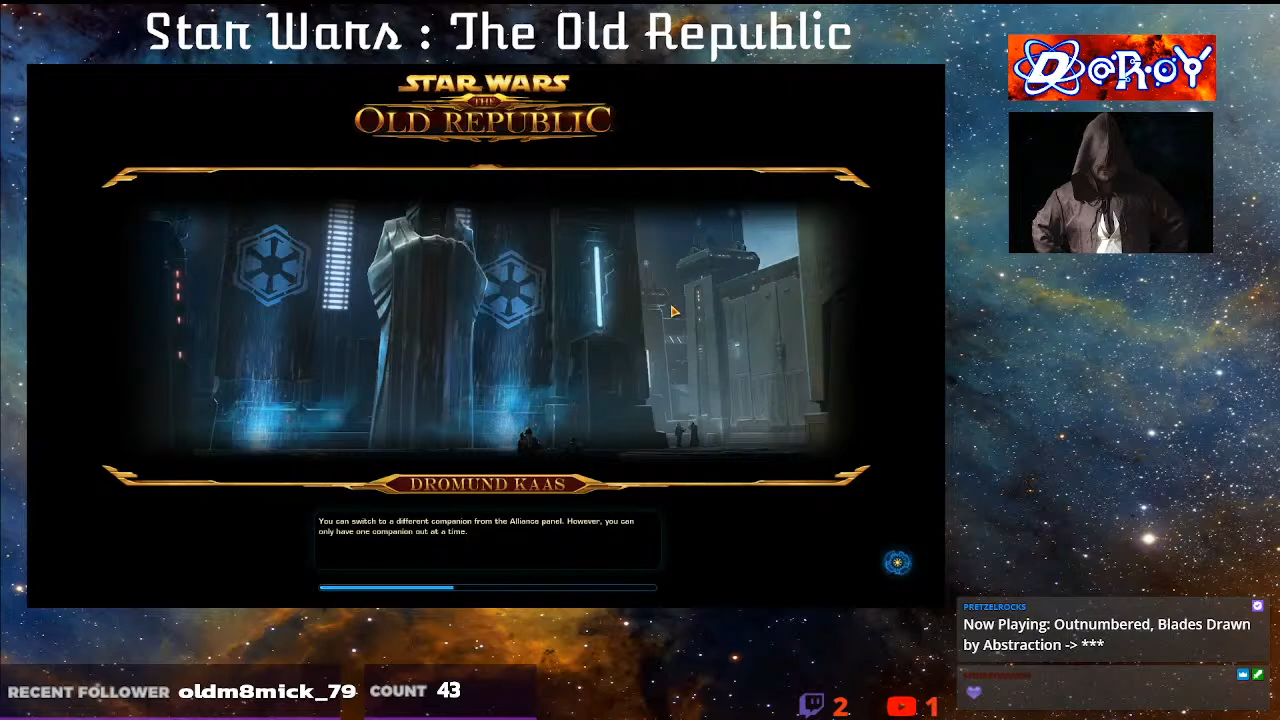 Star Wars : The Old Republic
STAR WARS
THE
OLD REPUBLIC
DeRoY
DROMUND KAAS
You can switch to a different companion from the Alliance panel. However, you can
only have one companion out at a time.
PRETZELROCKS
Now Playing: Outnumbered, Blades Drawn
by Abstraction -> ***
RECENT FOLLOWER oldm8mick_79 COUNT 43
2
1